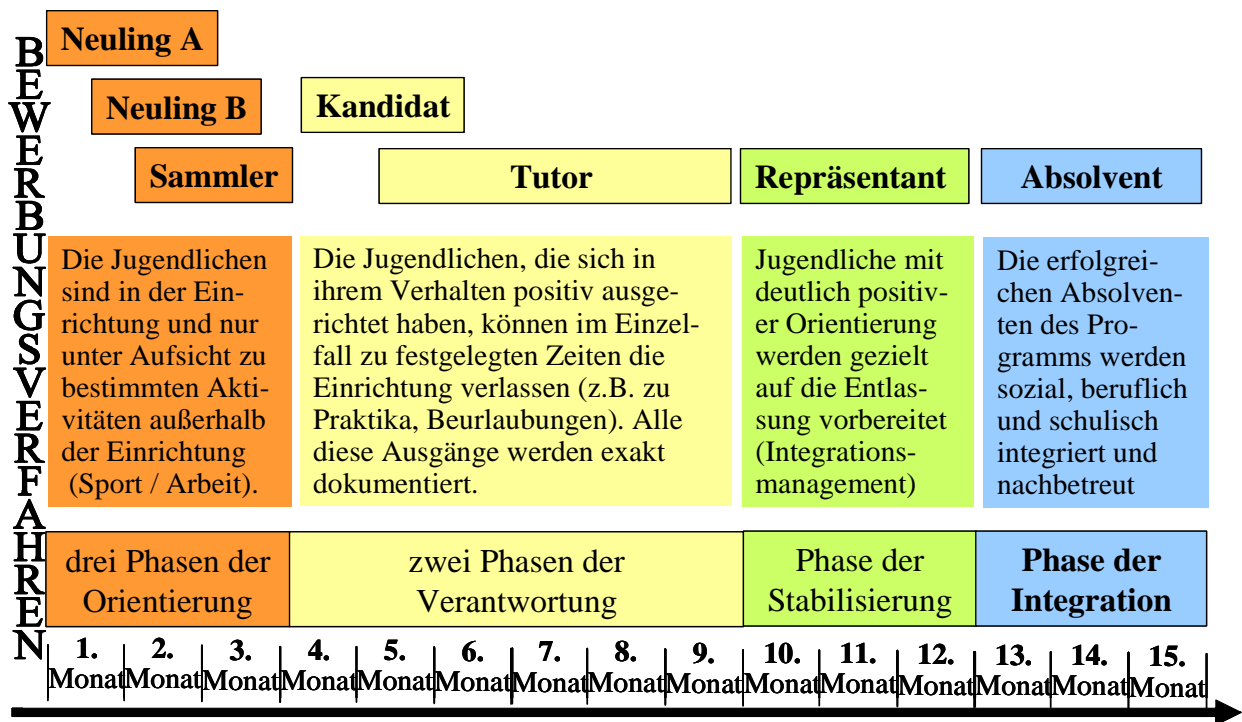 BEWERBUNGSVERFAHREN
Neuling A
Neuling B
Kandidat
Sammler
Tutor
Repräsentant
Absolvent
Die Jugendlichen
sind in der Ein-
richtung und nur
unter Aufsicht zu
bestimmten Akti-
vitäten außerhalb
der Einrichtung
(Sport / Arbeit).
Die Jugendlichen, die sich in
ihrem Verhalten positiv ausge-
richtet haben, können im Einzel-
fall zu festgelegten Zeiten die
Einrichtung verlassen (z.B. zu
Praktika, Beurlaubungen). Alle
diese Ausgänge werden exakt
dokumentiert.
Jugendliche mit
deutlich positiv-
er Orientierung
werden gezielt
auf die Entlas-
sung vorbereitet
(Integrations-
management)
Die erfolgrei-
chen Absolven-
ten des Pro-
gramms werden
sozial, beruflich
und schulisch
integriert und
nachbetreut
drei Phasen der
Orientierung
zwei Phasen der
Verantwortung
Phase der
Stabilisierung
Phase der
Integration
1.
Monat
2.
Monat
3.
Monat
4.
Monat
5.
Monat
6.
Monat
7.
Monat
8.
Monat
9.
Monat
10.
Monat
11.
Monat
12.
Monat
13.
Monat
14.
Monat
15.
Monat